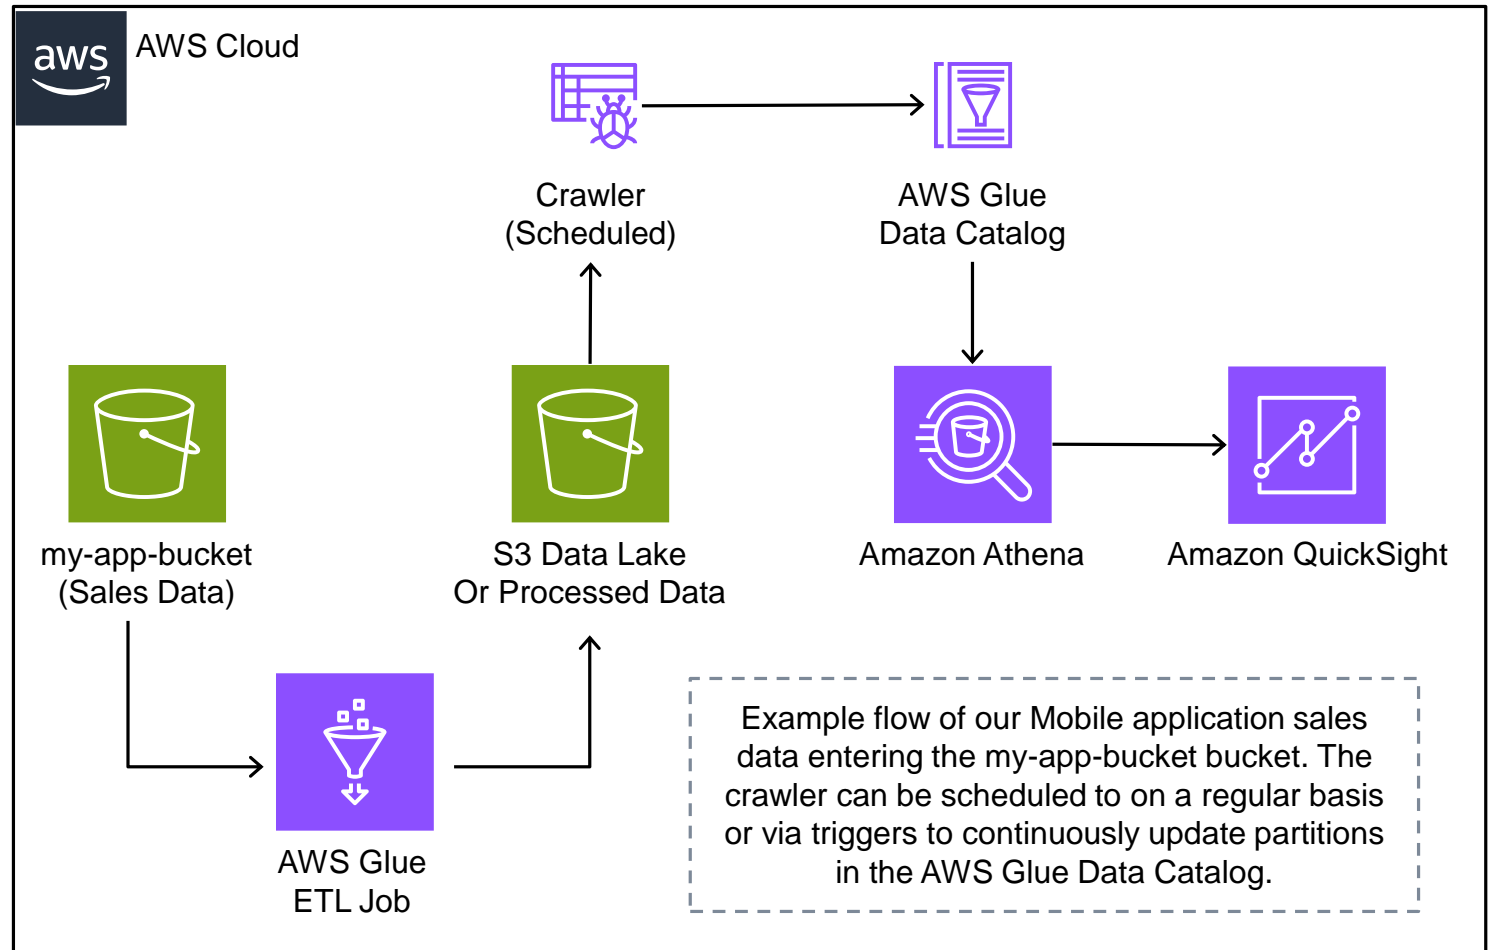 aws
AWS Cloud
Crawler
(Scheduled)
AWS Glue
Data Catalog
my-app-bucket
(Sales Data)
S3 Data Lake
Or Processed Data
Amazon Athena
Amazon QuickSight
AWS Glue
ETL Job
Example flow of our Mobile application sales
data entering the my-app-bucket bucket. The
crawler can be scheduled to on a regular basis
or via triggers to continuously update partitions
in the AWS Glue Data Catalog.